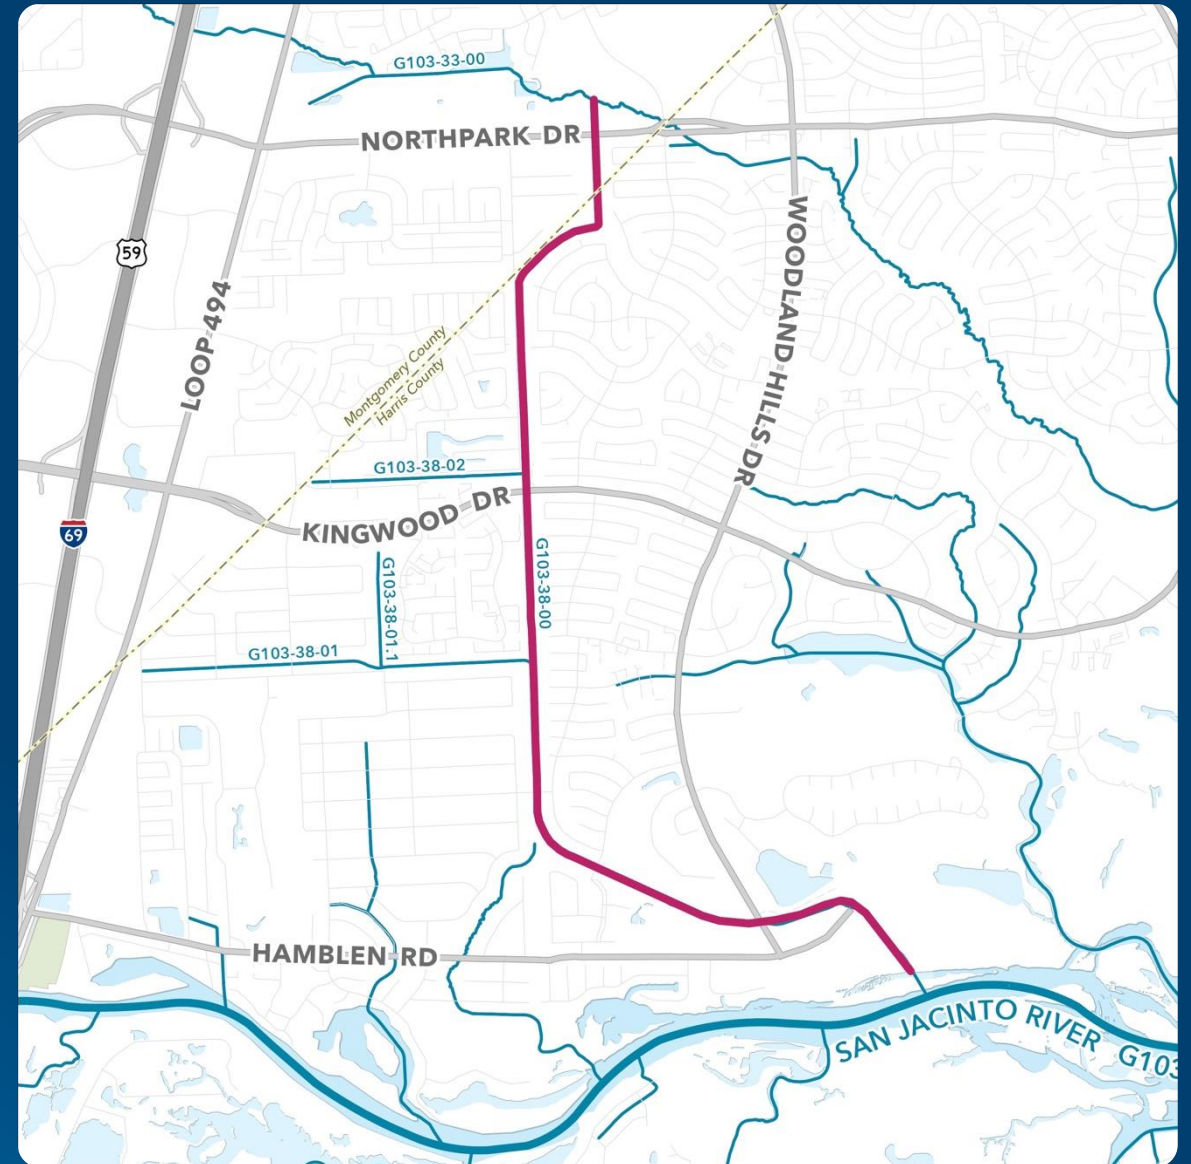 G103-33-00
NORTHPARK DR
59
WOODLAND HILLS DR
LOOP 494
Montgomery County
Harris County
G103-38-02
KINGWOOD DR
69
G103-38-00
G103-38-01.1
G103-38-01
HAMBLEN RD
SAN JACINTO RIVER G103